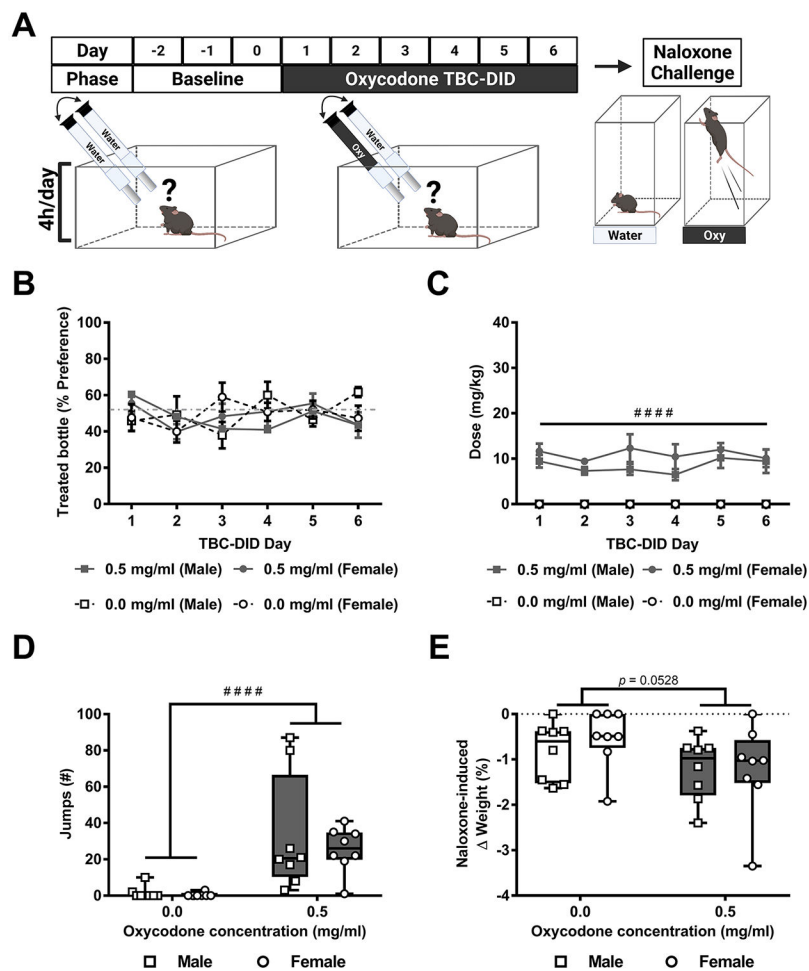 A
Day -2 -1 0 1 2 3 4 5 6
Phase Baseline Oxycodone TBC-DID
Naloxone
Challenge
4h/day
Water
Water
?
Water
Oxy
?
Water
Oxy
B
Treated bottle (% Preference)
100
80
60
40
20
0
1 2 3 4 5 6
TBC-DID Day
0.5 mg/ml (Male) 0.5 mg/ml (Female)
0.0 mg/ml (Male) 0.0 mg/ml (Female)
C
Dose (mg/kg)
40
30
20
10
0
####
1 2 3 4 5 6
TBC-DID Day
0.5 mg/ml (Male) 0.5 mg/ml (Female)
0.0 mg/ml (Male) 0.0 mg/ml (Female)
D
Jumps (#)
100
80
60
40
20
0
####
0.0 0.5
Oxycodone concentration (mg/ml)
Male Female
E
Naloxone-induced
Δ Weight (%)
0
-1
-2
-3
-4
p = 0.0528
0.0 0.5
Oxycodone concentration (mg/ml)
Male Female